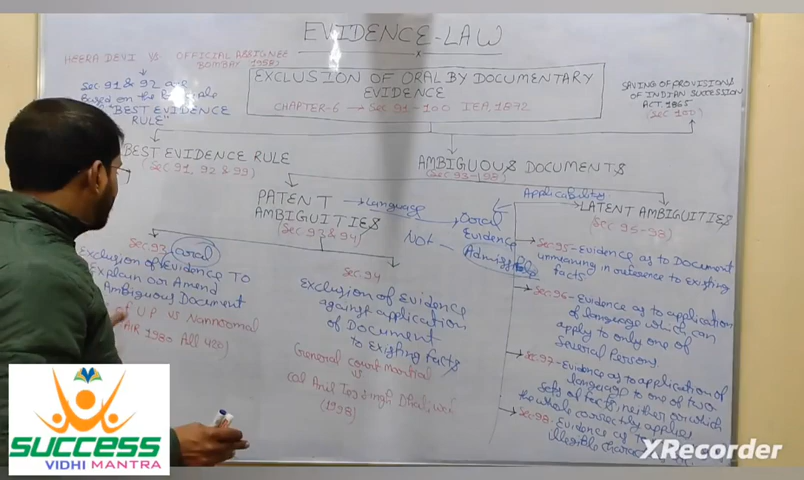 EVIDENCE-LAW
HEERA DEVI VS OFFICIAL ASSIGNEE
BOMBAY 1958)
Sec 91 & 92 are
Based on the
"BEST EVIDENCE
RULE"
EXCLUSION OF ORAL BY DOCUMENTARY
EVIDENCE
CHAPTER-6 → Sec 91-100 IEA, 1872
SAVING OF PROVISIONS
OF INDIAN SUCESSION
ACT, 1865
(Sec 100)
BEST EVIDENCE RULE
(Sec 91, 92 & 99)
AMBIGUOUS DOCUMENTS
(Sec 93-98)
PATENT
AMBIGUITIES
(Sec 93 & 94)
Language
Oral
Evidence
Not
Admissible
Applicability
LATENT AMBIGUITIES
(Sec 95-98)
Sec 93 oral
Exclusion of Evidence TO
Explain or Amend
Ambiguous Document
of UP vs
AIR 1980 All 420)
Sec. 94
Exclusion of Evidence
against application
of Document
to Existing Facts
General Court Martial
vs
Col Anil Tej Singh
(1998)
Sec. 95 - Evidence as to Document
unmeaning in reference to existing
facts
Sec. 96 - Evidence as to application
of language which can
apply to only one of
Several Persons
Sec. 97 - Evidence as to application of
language to one of two
Sets of facts, neither or which
the whole correctly applies
Sec. 98 - Evidence as to
SUCCESS
VIDHI MANTRA
XRecorder